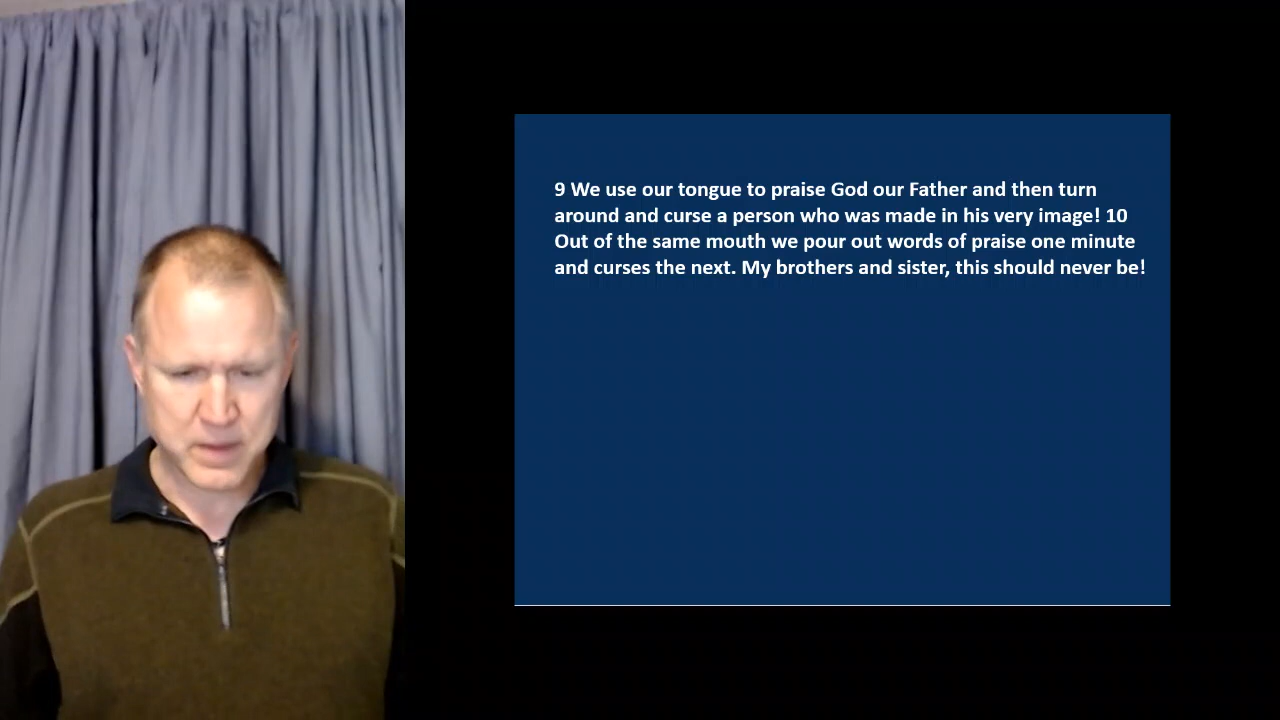 9 We use our tongue to praise God our Father and then turn
around and curse a person who was made in his very image! 10
Out of the same mouth we pour out words of praise one minute
and curses the next. My brothers and sister, this should never be!